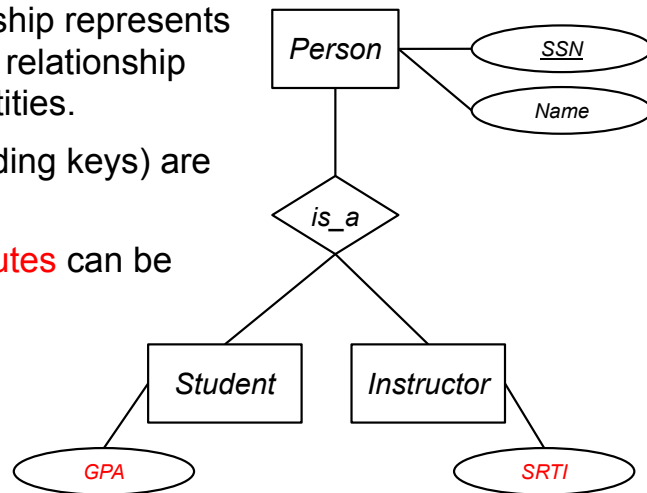 ship represents
relationship
tities.
ding keys) are
utes can be
Person
SSN
Name
is_a
Student
Instructor
GPA
SRTI